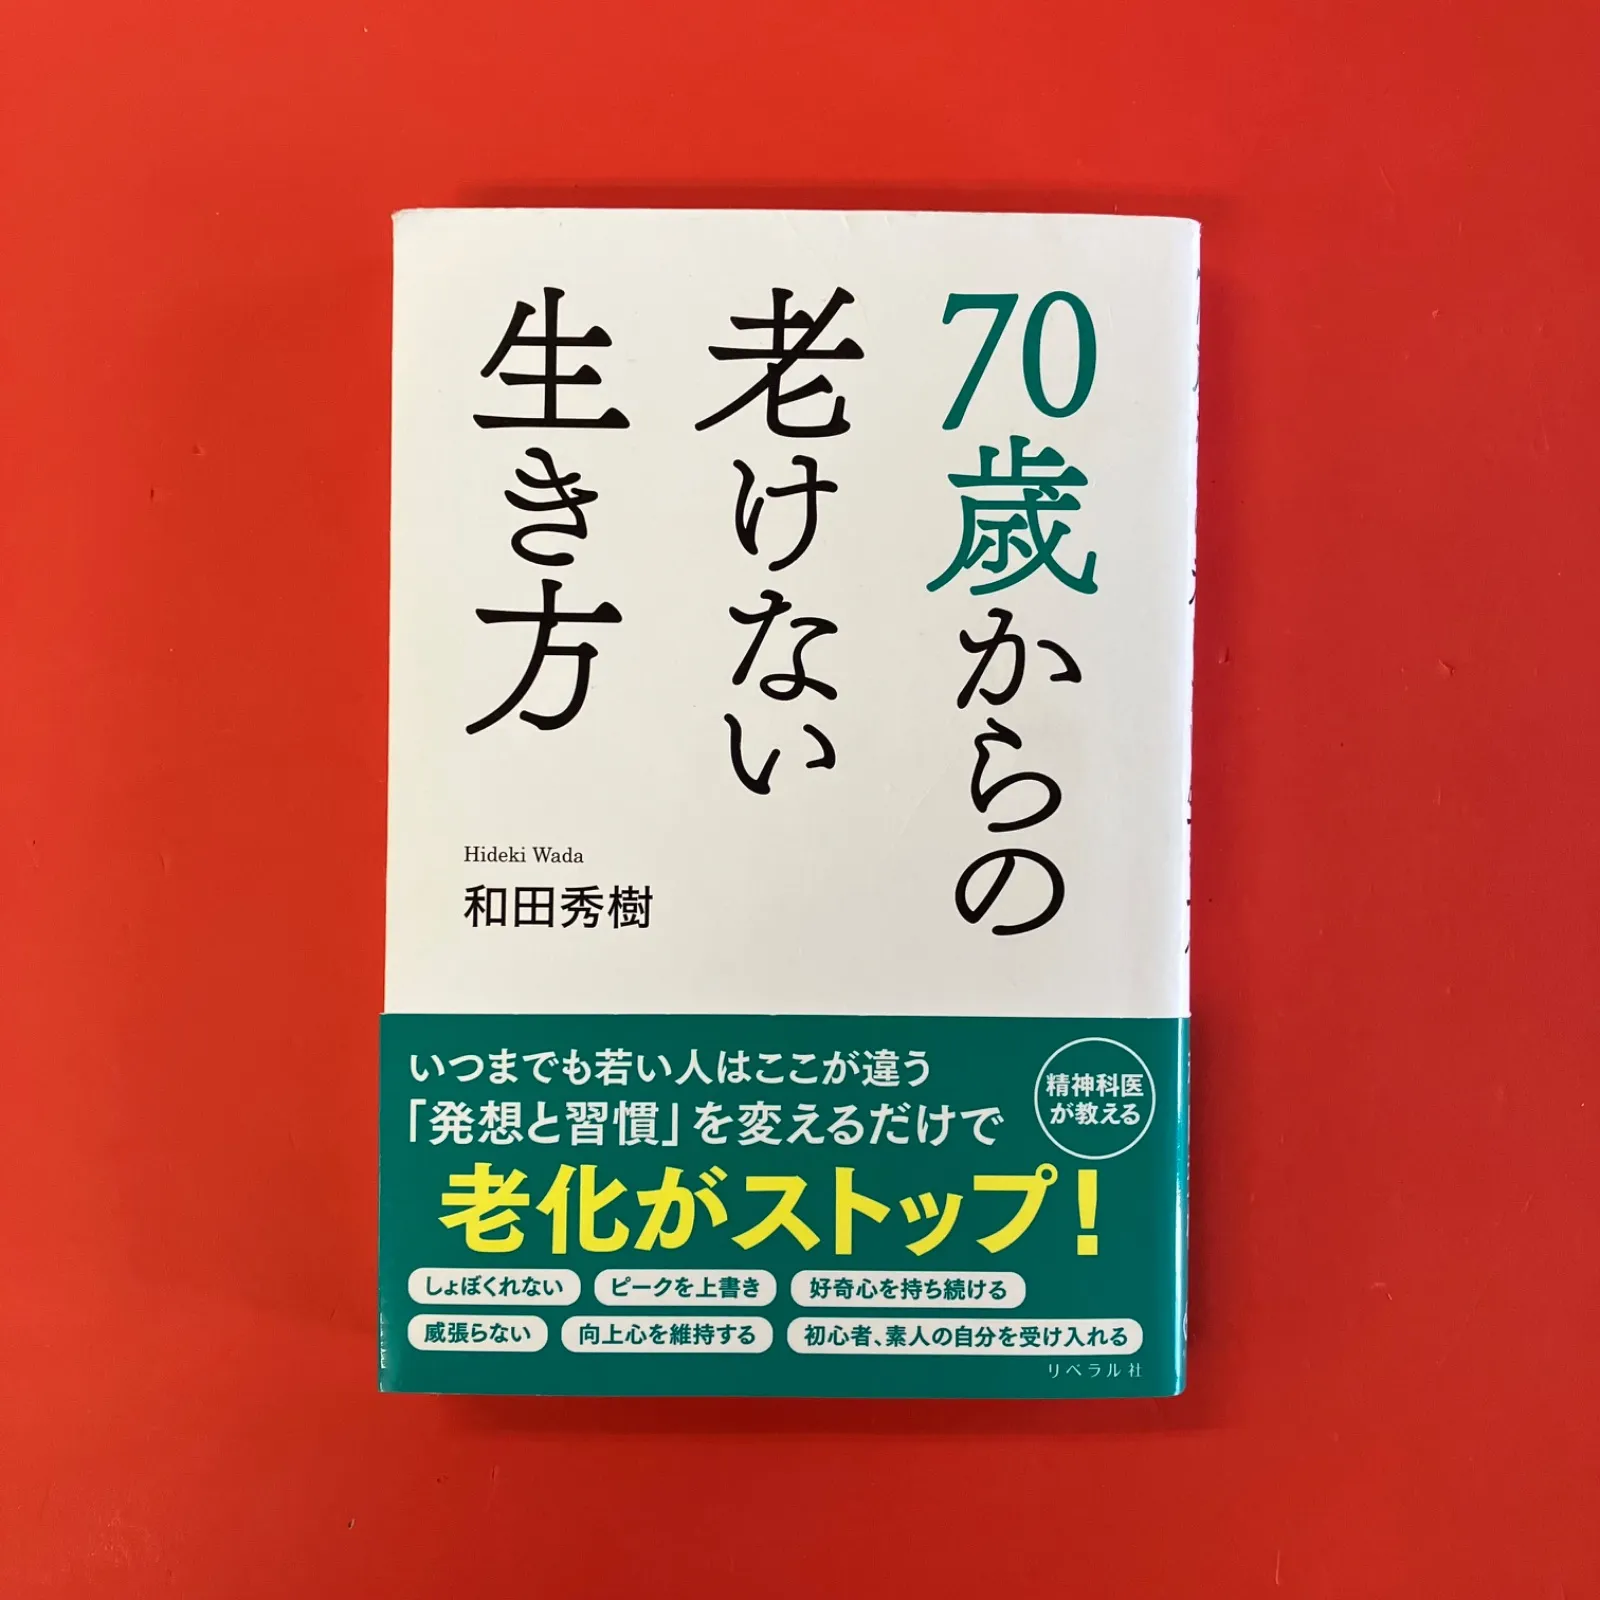 70歳からの
老けない
生き方
Hideki Wada
和田秀樹
いつまでも若い人はここが違う
「発想と習慣」を変えるだけで
老化がストップ!
精神科医
が教える
しょぼくれない
ピークを上書き
好奇心を持ち続ける
威張らない
向上心を維持する
初心者、素人の自分を受け入れる
リベラル社